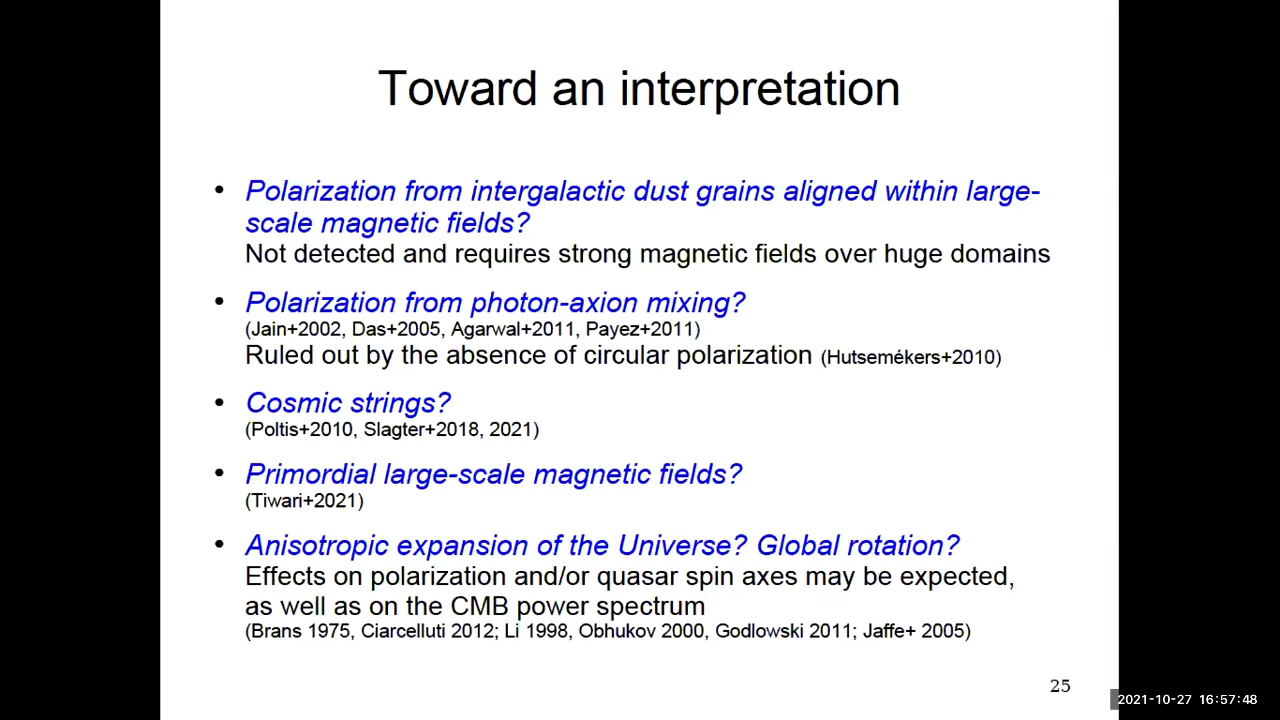 Toward an interpretation
• Polarization from intergalactic dust grains aligned within large-
scale magnetic fields?
Not detected and requires strong magnetic fields over huge domains
• Polarization from photon-axion mixing?
(Jain+2002, Das+2005, Agarwal+2011, Payez+2011)
Ruled out by the absence of circular polarization (Hutsemékers+2010)
• Cosmic strings?
(Poltis+2010, Slagter+2018, 2021)
• Primordial large-scale magnetic fields?
(Tiwari+2021)
• Anisotropic expansion of the Universe? Global rotation?
Effects on polarization and/or quasar spin axes may be expected,
as well as on the CMB power spectrum
(Brans 1975, Ciarcelluti 2012; Li 1998, Obhukov 2000, Godlowski 2011; Jaffe+ 2005)
25
2021-10-27 16:57:48